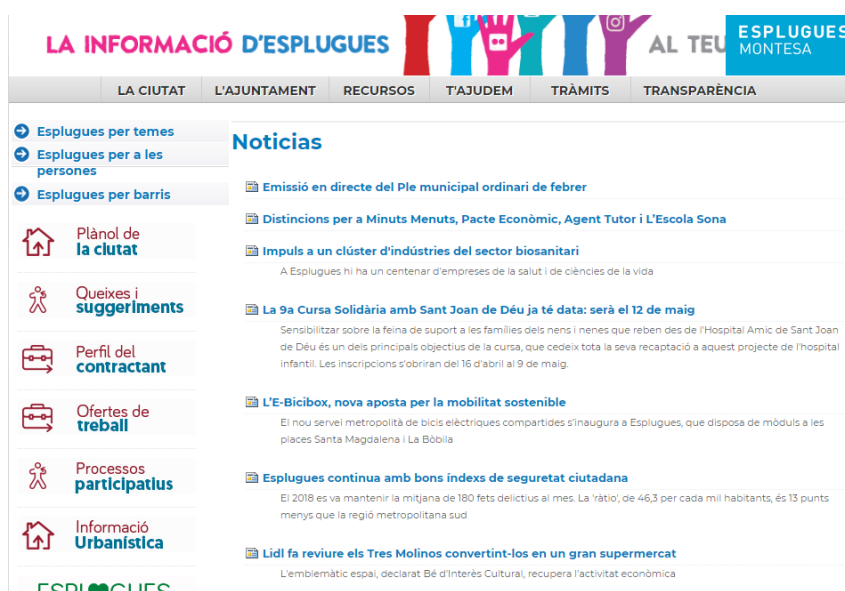 LA INFORMACIÓ D'ESPLUGUES
AL TEU
ESPLUGUES
MONTESA
LA CIUTAT L'AJUNTAMENT RECURSOS T'AJUDEM TRÀMITS TRANSPARÈNCIA
Esplugues per temes
Esplugues per a les
persones
Esplugues per barris
Plànol de
la ciutat
Queixes i
suggeriments
Perfil del
contractant
Ofertes de
treball
Processos
participatius
Informació
Urbanística
Noticias
Emissió en directe del Ple municipal ordinari de febrer
Distincions per a Minuts Menuts, Pacte Econòmic, Agent Tutor i L'Escola Sona
Impuls a un clúster d'indústries del sector biosanitari
A Esplugues hi ha un centenar d'empreses de la salut i de ciències de la vida
La 9a Cursa Solidària amb Sant Joan de Déu ja té data: serà el 12 de maig
Sensibilitzar sobre la feina de suport a les famílies dels nens i nenes que reben des de l'Hospital Amic de Sant Joan
de Déu és un dels principals objectius de la cursa, que cedeix tota la seva recaptació a aquest projecte de l'hospital
infantil. Les inscripcions s'obriran del 16 d'abril al 9 de maig.
L'E-Bicibox, nova aposta per la mobilitat sostenible
El nou servei metropolità de bicis elèctriques compartides s'inaugura a Esplugues, que disposa de mòduls a les
places Santa Magdalena i La Bòbila
Esplugues continua amb bons índexs de seguretat ciutadana
El 2018 es va mantenir la mitjana de 180 fets delictius al mes. La 'ràtio', de 46,3 per cada mil habitants, és 13 punts
menys que la regió metropolitana sud
Lidl fa reviure els Tres Molinos convertint-los en un gran supermercat
L'emblemàtic espai, declarat Bé d'Interès Cultural, recupera l'activitat econòmica